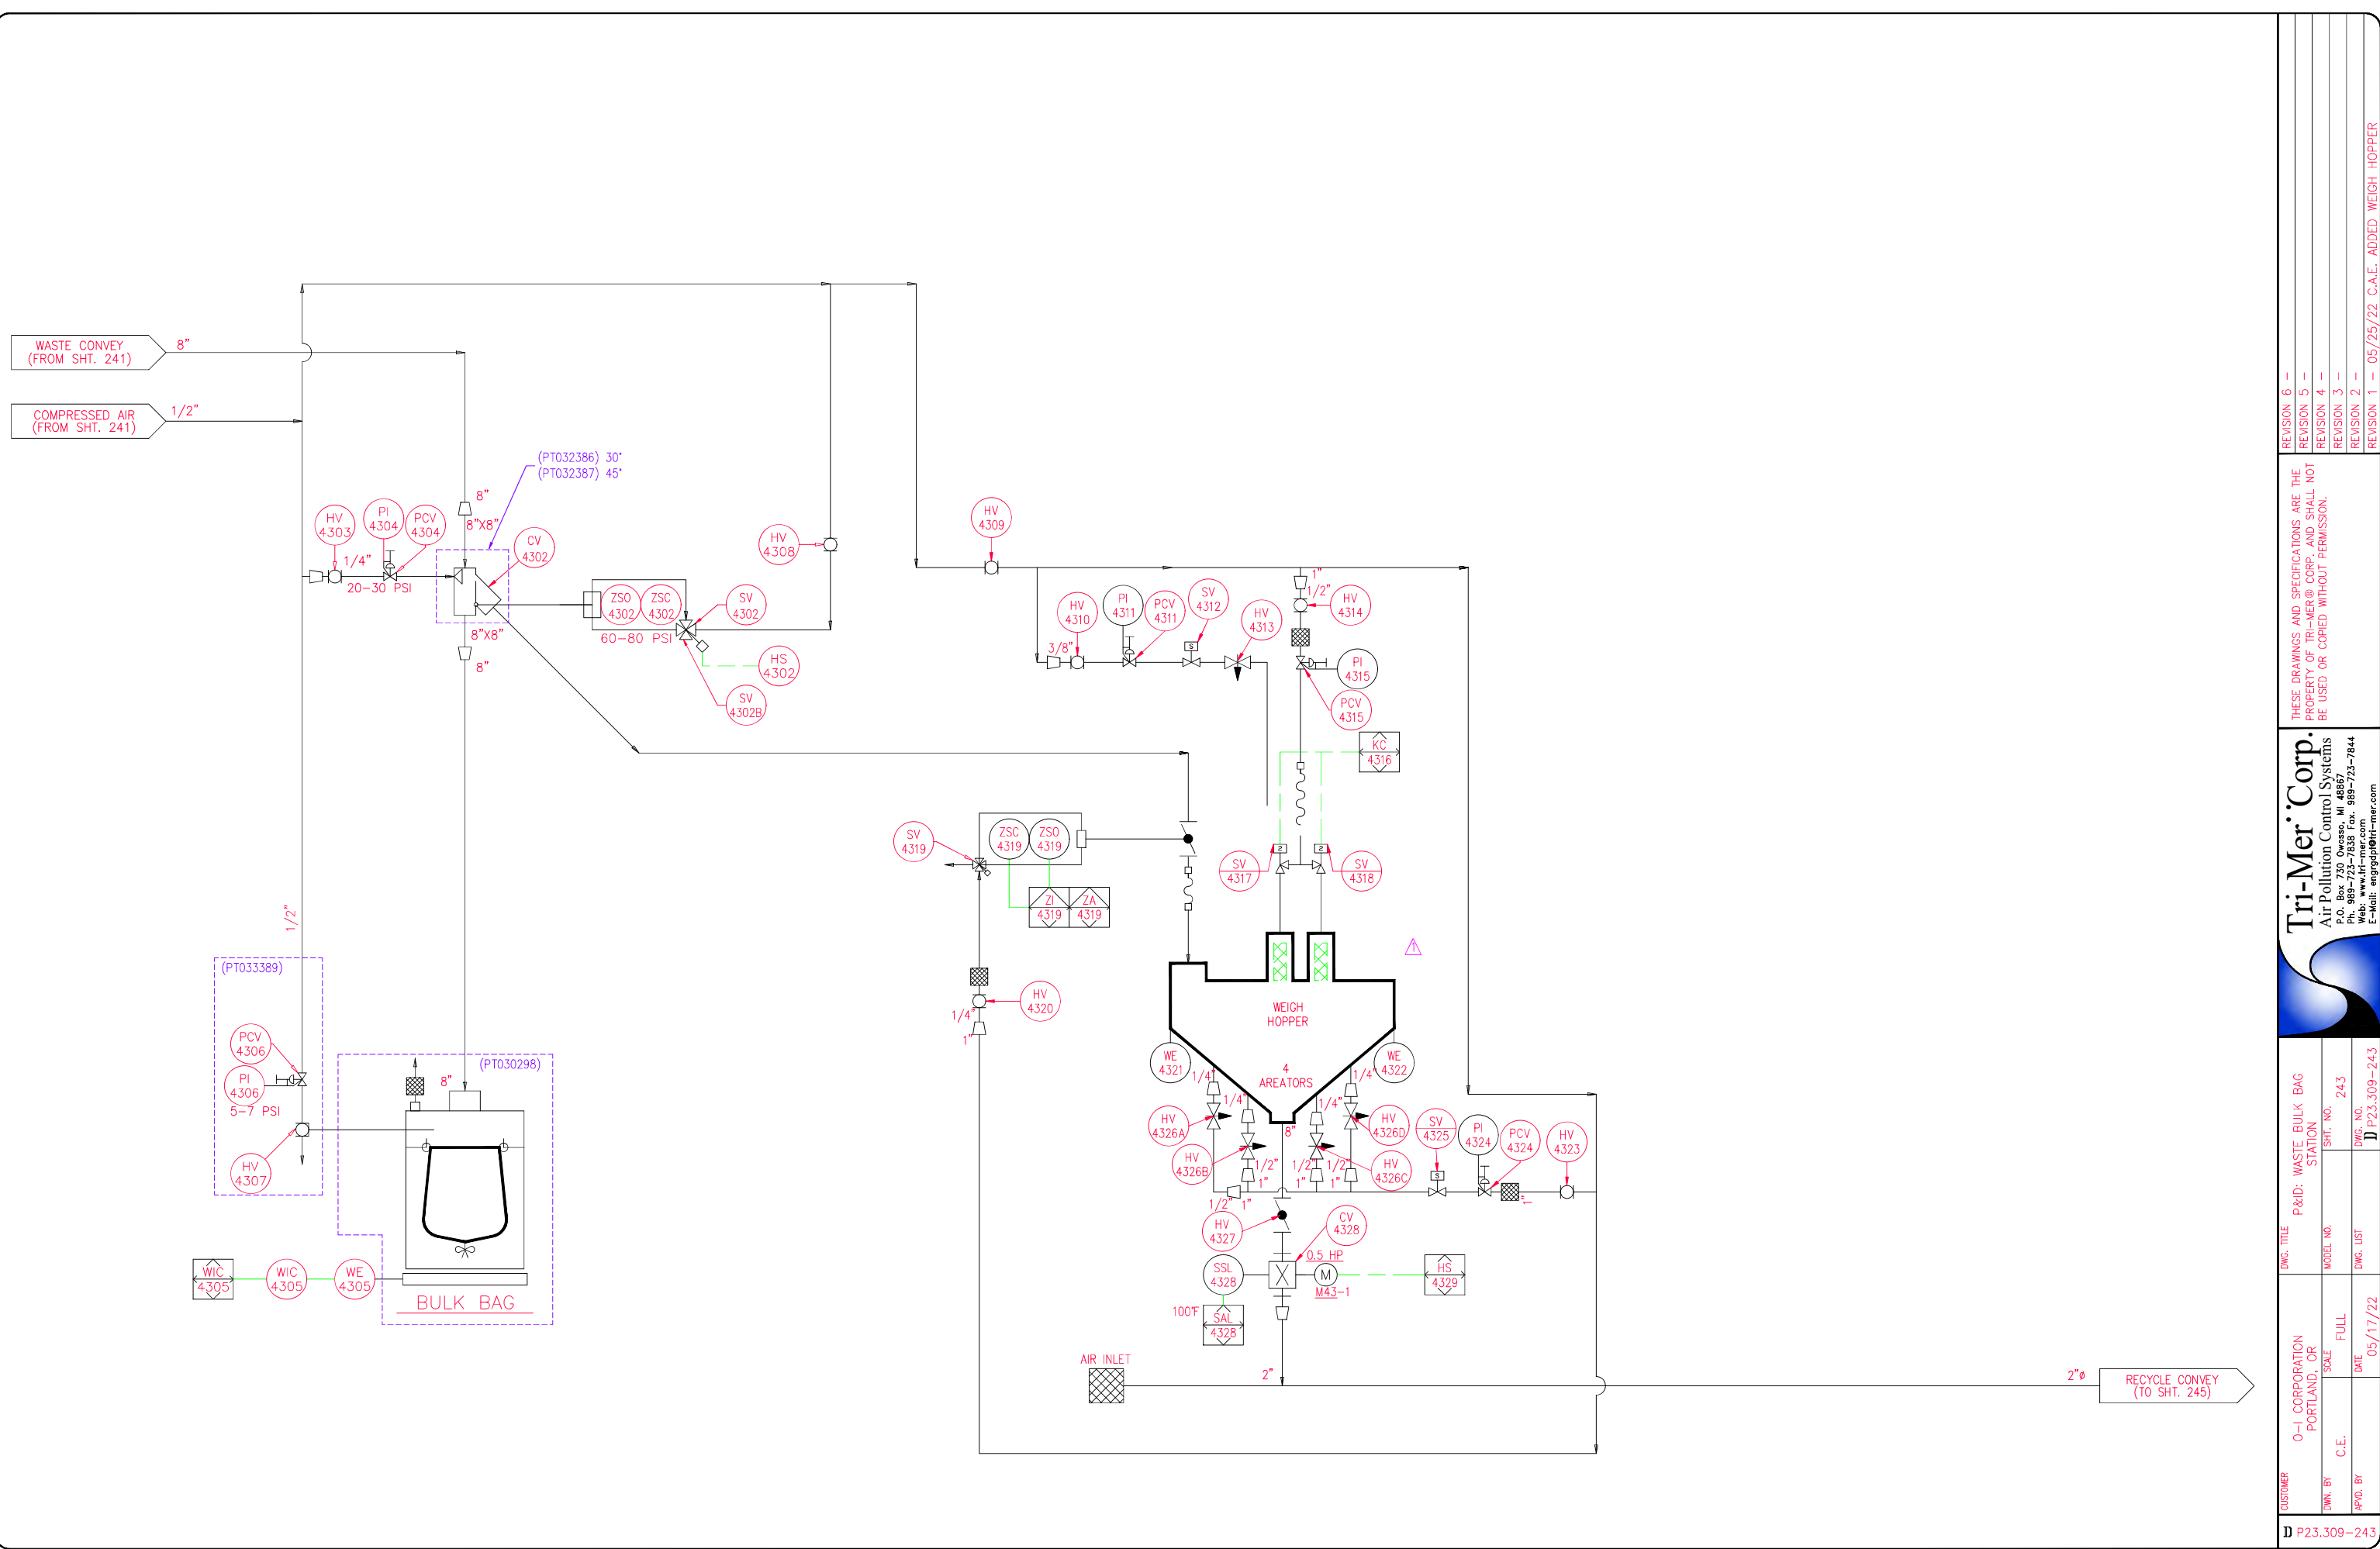 WASTE CONVEY
(FROM SHT. 241)
8"
COMPRESSED AIR
(FROM SHT. 241)
1/2"
(PT032386) 30°
(PT032387) 45°
8"
8"X8"
HV
4303
PI
4304
PCV
4304
CV
4302
1/4"
20-30 PSI
8"X8"
8"
ZSO
4302
ZSC
4302
SV
4302
60-80 PSI
HS
4302
SV
4302B
HV
4308
HV
4309
HV
4310
PI
4311
PCV
4311
SV
4312
HV
4313
3/8"
1"
1/2"
HV
4314
PI
4315
PCV
4315
KC
4316
S
SV
4319
ZSC
4319
ZSO
4319
ZI
4319
ZA
4319
SV
4317
2
2
SV
4318
1/2"
HV
4320
1/4"
1"
WEIGH
HOPPER
4
AREATORS
WE
4321
WE
4322
1
(PT033389)
PCV
4306
PI
4306
5-7 PSI
HV
4307
(PT030298)
8"
WIC
4305
WIC
4305
WE
4305
BULK BAG
1/4"
1/4"
1/4"
1/4"
8"
HV
4326A
HV
4326B
HV
4326C
HV
4326D
1/2"
1"
1/2"
1"
1/2"
1"
1/2"
1"
SV
4325
S
PI
4324
PCV
4324
HV
4323
1"
HV
4327
CV
4328
0.5 HP
SSL
4328
M
M43-1
HS
4329
100°F
SAL
4328
AIR INLET
2"
2"ø
RECYCLE CONVEY
(TO SHT. 245)
REVISION 6 -
REVISION 5 -
REVISION 4 -
REVISION 3 -
REVISION 2 -
REVISION 1 - 05/25/22 C.A.E. ADDED WEIGH HOPPER
THESE DRAWINGS AND SPECIFICATIONS ARE THE
PROPERTY OF TRI-MER® CORP. AND SHALL NOT
BE USED OR COPIED WITHOUT PERMISSION.
Tri-Mer® Corp.
Air Pollution Control Systems
P.O. Box 730 Owosso, MI 48867
Ph. 989-723-7838 Fax. 989-723-7844
Web: www.tri-mer.com
E-Mail: engrgdpt@tri-mer.com
DWG. TITLE
P&ID: WASTE BULK BAG
STATION
MODEL NO.
SHT. NO.
243
DWG. LIST
DWG. NO.
D P23.309-243
CUSTOMER
O-I CORPORATION
PORTLAND, OR
DWN. BY
C.E.
SCALE
FULL
APVD. BY
DATE
05/17/22
D P23.309-243